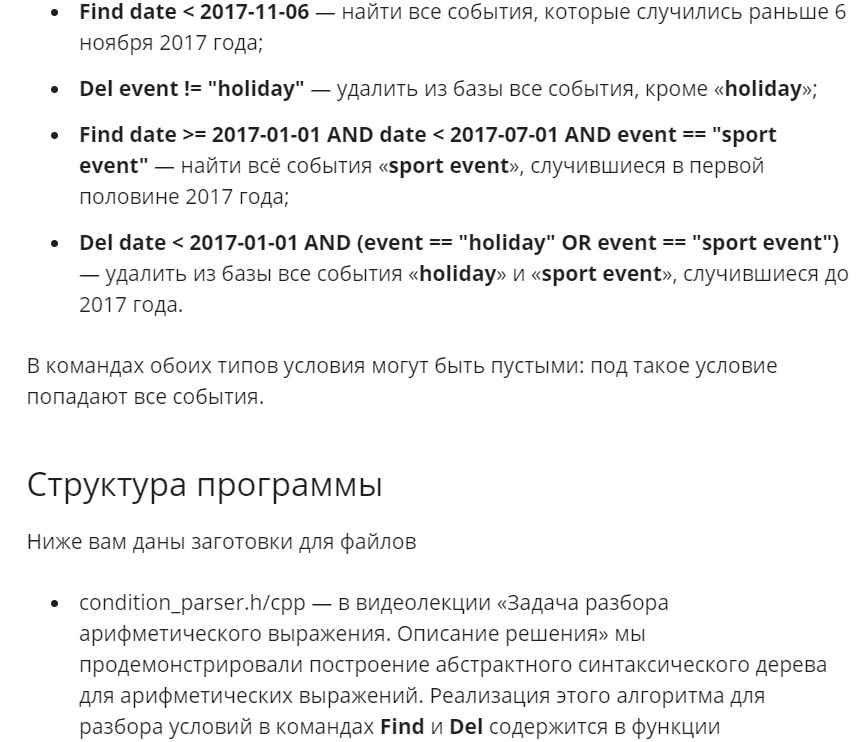 Find date < 2017-11-06 — найти все события, которые случились раньше 6
ноября 2017 года;
Del event != "holiday" — удалить из базы все события, кроме «holiday»;
Find date >= 2017-01-01 AND date < 2017-07-01 AND event == "sport
event" — найти всё события «sport event», случившиеся в первой
половине 2017 года;
Del date < 2017-01-01 AND (event == "holiday" OR event == "sport event")
— удалить из базы все события «holiday» и «sport event», случившиеся до
2017 года.
В командах обоих типов условия могут быть пустыми: под такое условие
попадают все события.
Структура программы
Ниже вам даны заготовки для файлов
condition_parser.h/cpp — в видеолекции «Задача разбора
арифметического выражения. Описание решения» мы
продемонстрировали построение абстрактного синтаксического дерева
для арифметических выражений. Реализация этого алгоритма для
разбора условий в командах Find и Del содержится в функции